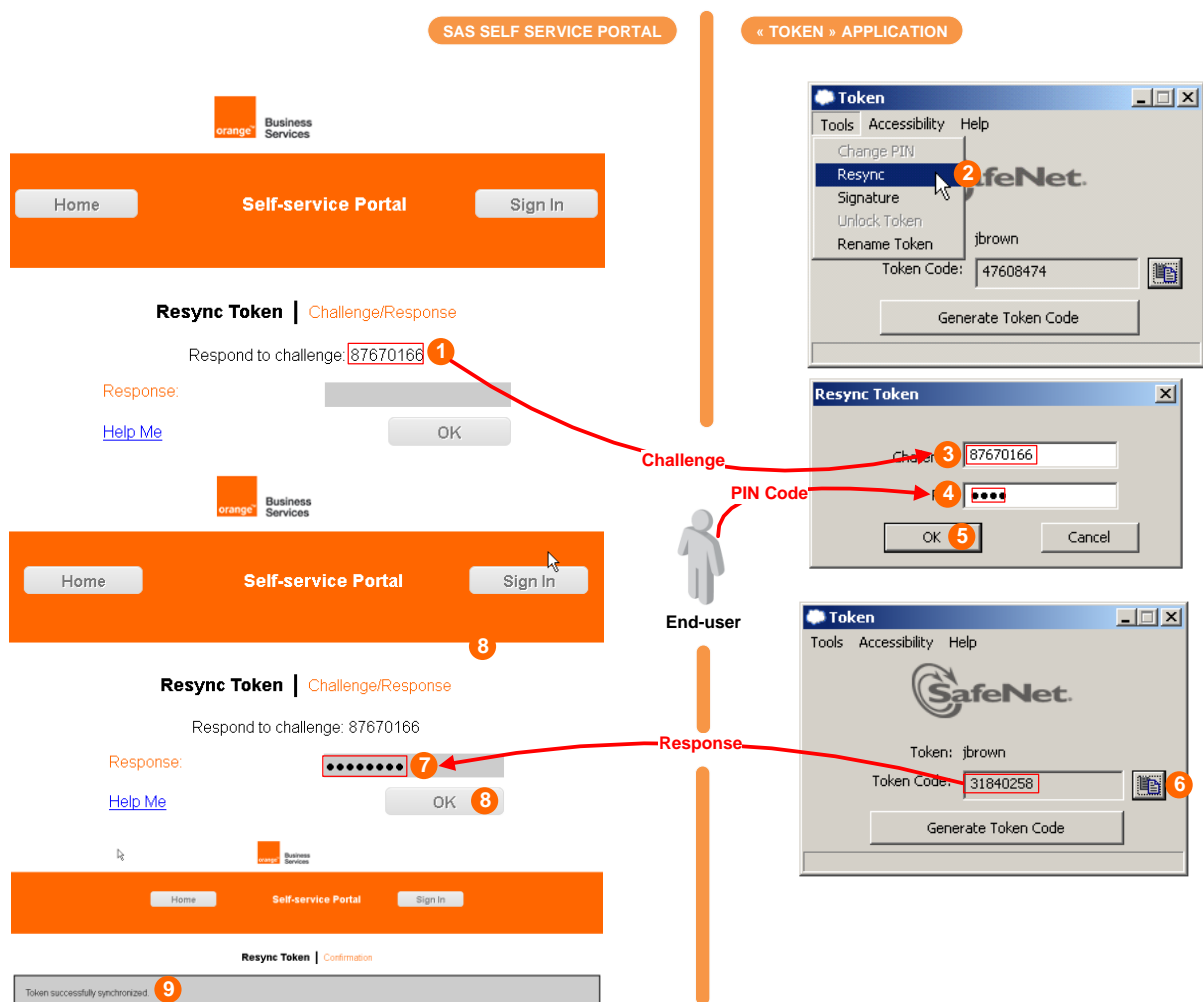 SAS SELF SERVICE PORTAL
« TOKEN » APPLICATION
orange™
Business
Services
Home
Self-service Portal
Sign In
Resync Token | Challenge/Response
Respond to challenge: 87670166
1
Response:
Help Me
OK
Token
Tools Accessibility Help
Change PIN
Resync
2
Signature
Unlock Token
Rename Token
afeNet.
jbrown
Token Code: 47608474
Generate Token Code
Resync Token
3
87670166
4
••••
OK
5
Cancel
Challenge
PIN Code
End-user
orange™
Business
Services
Home
Self-service Portal
Sign In
8
Resync Token | Challenge/Response
Respond to challenge: 87670166
Response:
••••••••
7
Help Me
OK
8
Response
Token
Tools Accessibility Help
SafeNet.
Token: jbrown
Token Code: 31840258
6
Generate Token Code
orange™
Business
Services
Home
Self-service Portal
Sign In
Resync Token | Confirmation
Token successfully synchronized.
9